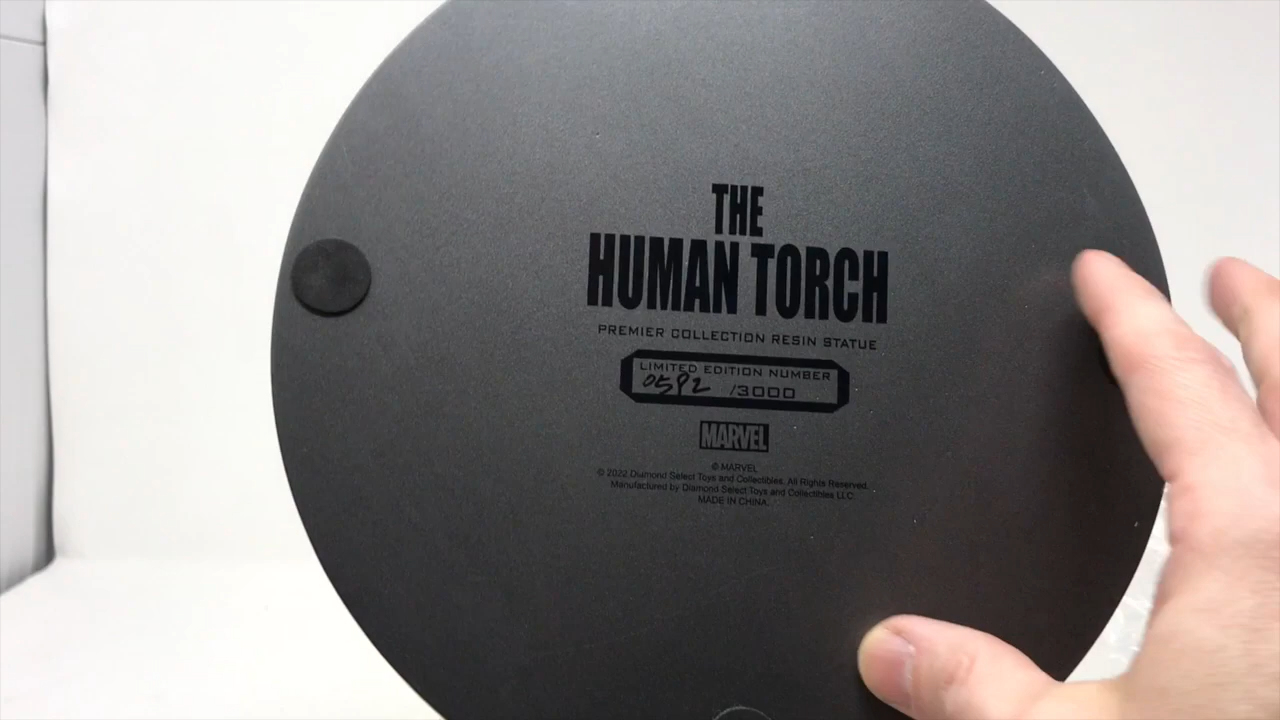 THE
HUMAN TORCH
PREMIER COLLECTION RESIN STATUE
LIMITED EDITION NUMBER
0592 /3000
MARVEL
© MARVEL
© 2022 Diamond Select Toys and Collectibles. All Rights Reserved.
Manufactured by Diamond Select Toys and Collectibles LLC.
MADE IN CHINA.